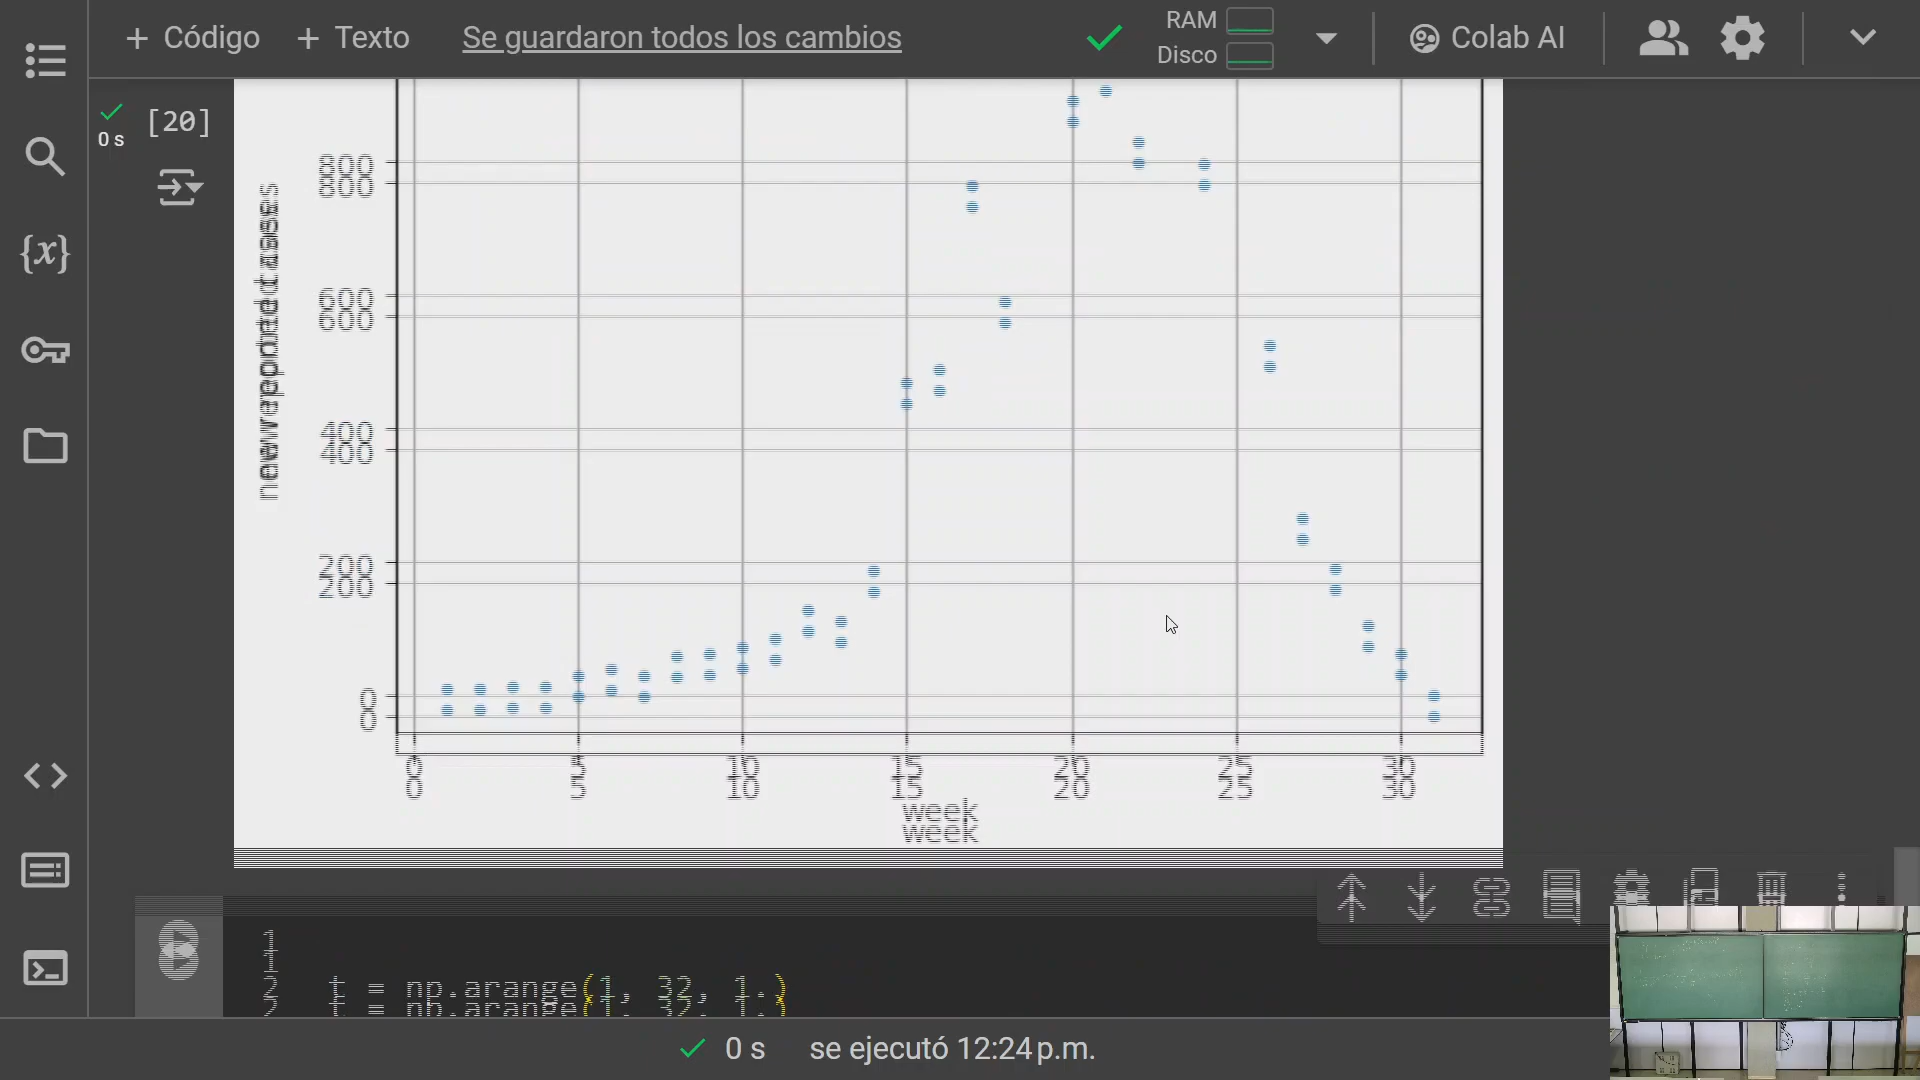 + Código + Texto Se guardaron todos los cambios RAM Disco Colab AI
0 s [20]
{x}
new reported cases
800
600
400
200
0
0 5 10 15 20 25 30
week
1
2 t = np.arange(1, 32, 1.)
0 s se ejecutó 12:24 p.m.